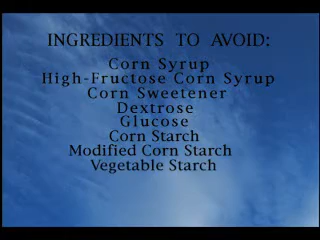 INGREDIENTS TO AVOID:
Corn Syrup
High-Fructose Corn Syrup
Corn Sweetener
Dextrose
Glucose
Corn Starch
Modified Corn Starch
Vegetable Starch